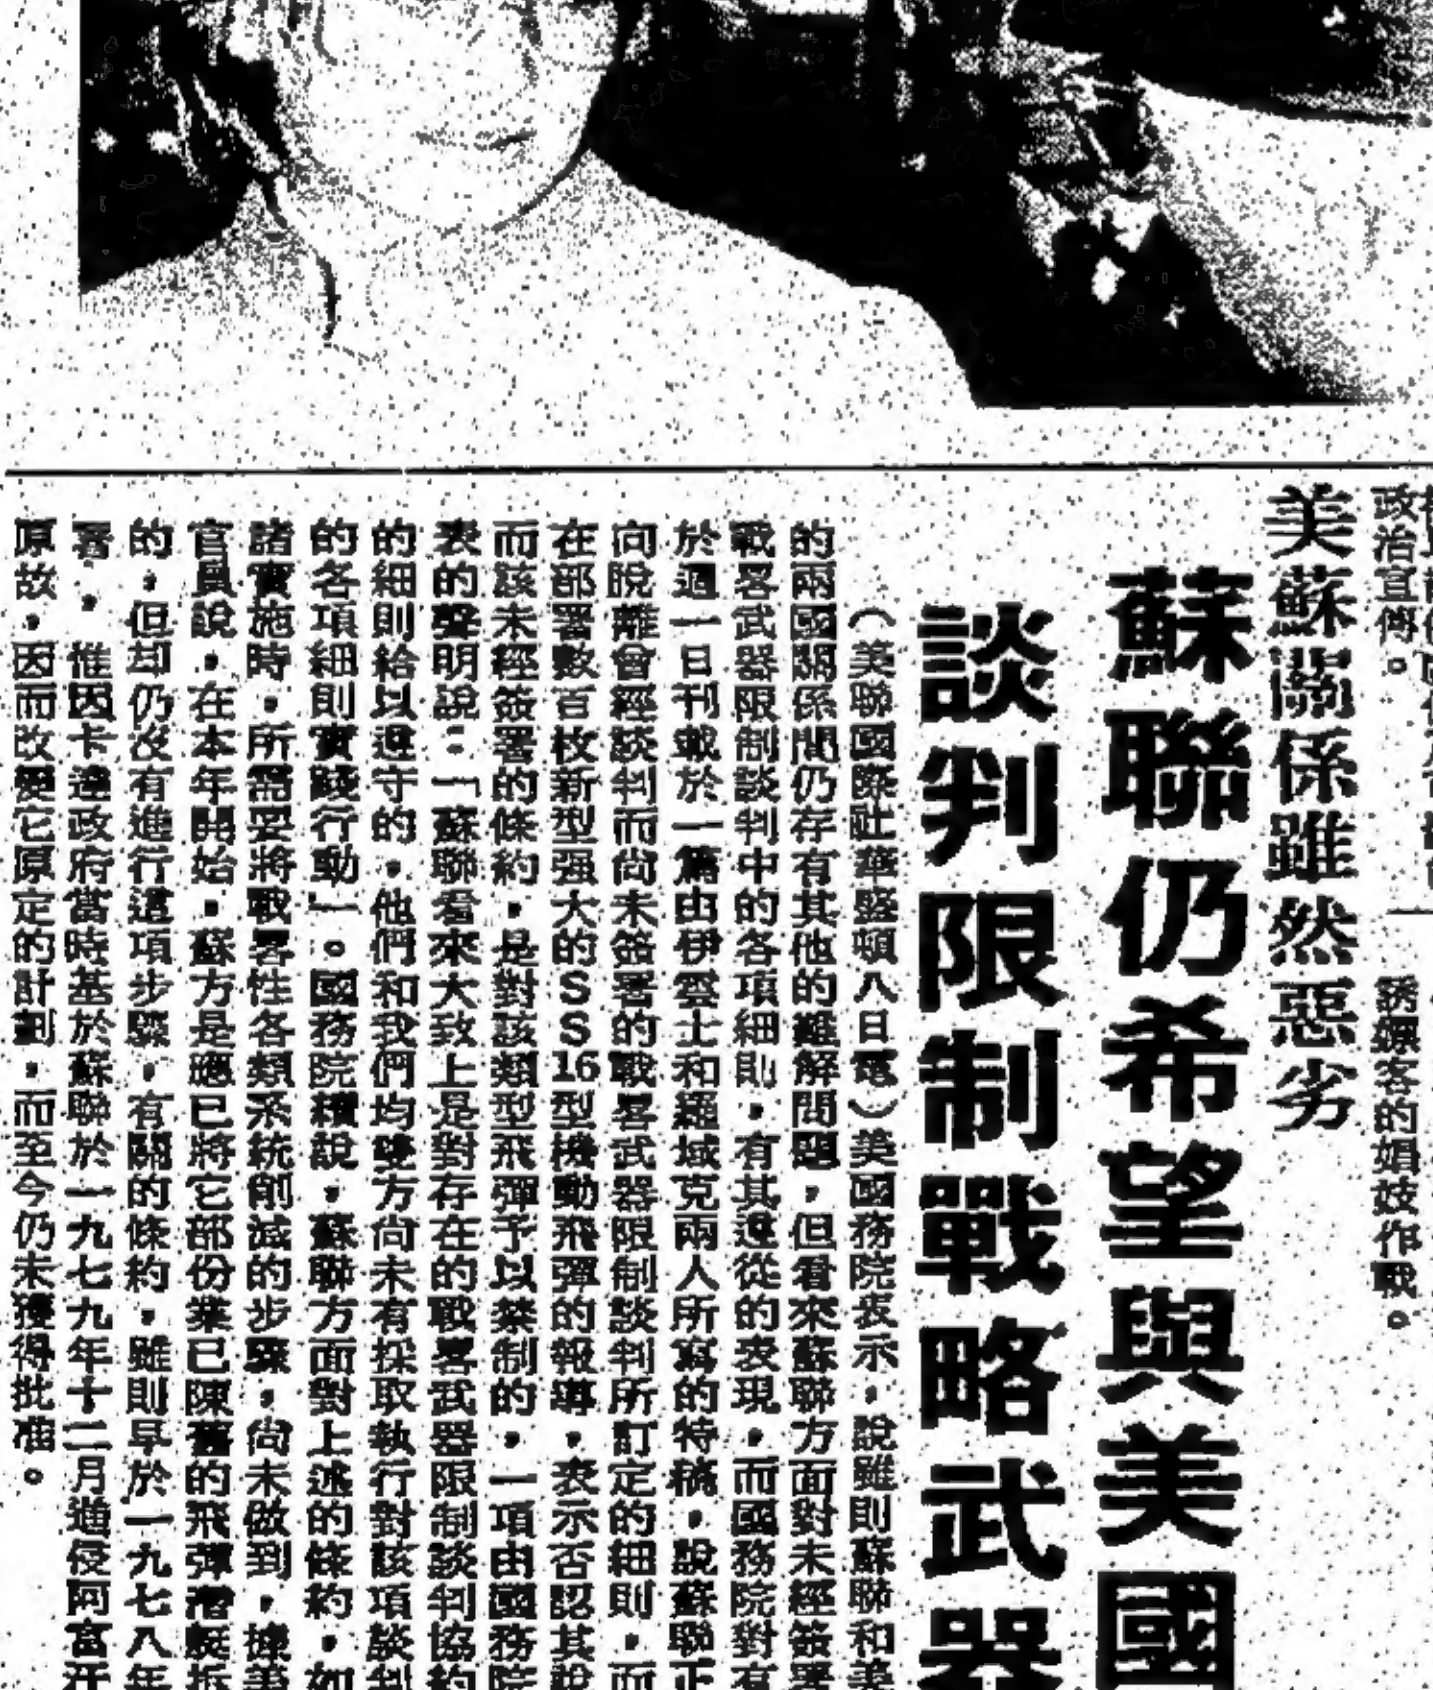 政治宣傳。
誘嫖客的娼妓作戰。
美蘇關係雖然惡劣
蘇聯仍希望與美國
談判限制戰略武器
（美聯國際社華盛頓八日電）美國務院表示，說雖則蘇聯和美
的兩國關係間仍存有其他的難解問題，但看來蘇聯方面對未經簽署
戰畧武器限制談判中的各項細則，有其遵從的表現，而國務院對有
於週一日刊載於一篇由伊雲士和羅域克兩人所寫的特稿，說蘇聯正
向脫離會經談判而尚未簽署的戰畧武器限制談判所訂定的細則，而
在部署數百枚新型强大的SS16型機動飛彈的報導，表示否認其說
而該未經簽署的條約，是對該類型飛彈予以禁制的，一項由國務院
表的聲明說：「蘇聯看來大致上是對存在的戰畧武器限制談判協約
的細則給以遵守的，他們和我們均雙方尚未有採取執行對該項談判
的各項細則實踐行動」。國務院續說，蘇聯方面對上述的條約，如
諸實施時，所需要將戰畧性各類系統削減的步驟，尚未做到，據美
官員說，在本年開始，蘇方是應已將它部份業已陳舊的飛彈潛艇拆
的，但却仍沒有進行這項步驟，有關的條約，雖則早於一九七八年
署，惟因卡達政府當時基於蘇聯於一九七九年十二月進侵阿富汗
原故，因而改變它原定的計劃，而至今仍未獲得批准。